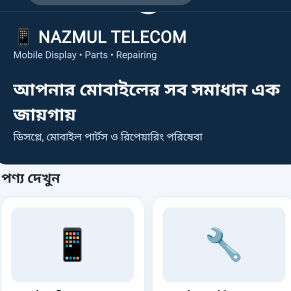 NAZMUL TELECOM
Mobile Display • Parts • Repairing
আপনার মোবাইলের সব সমাধান এক
জায়গায়
ডিসপ্লে, মোবাইল পার্টস ও রিপেয়ারিং পরিষেবা
পণ্য দেখুন